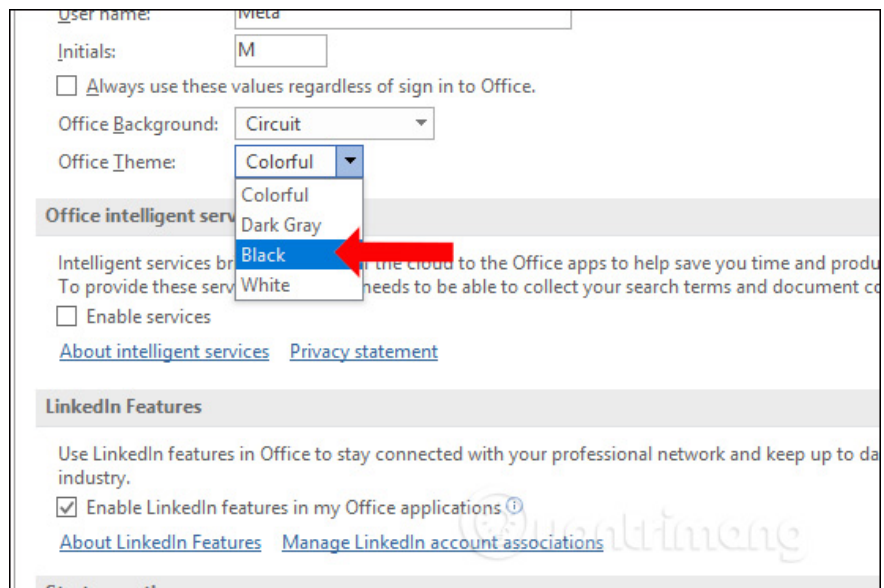 User name: Meta
Initials: M
Always use these values regardless of sign in to Office.
Office Background: Circuit
Office Theme: Colorful
Colorful
Dark Gray
Black
White
Office intelligent serv
Intelligent services br the cloud to the Office apps to help save you time and produ
To provide these serv needs to be able to collect your search terms and document co
Enable services
About intelligent services Privacy statement
LinkedIn Features
Use LinkedIn features in Office to stay connected with your professional network and keep up to da
industry.
Enable LinkedIn features in my Office applications
About LinkedIn Features Manage LinkedIn account associations
uantrimang